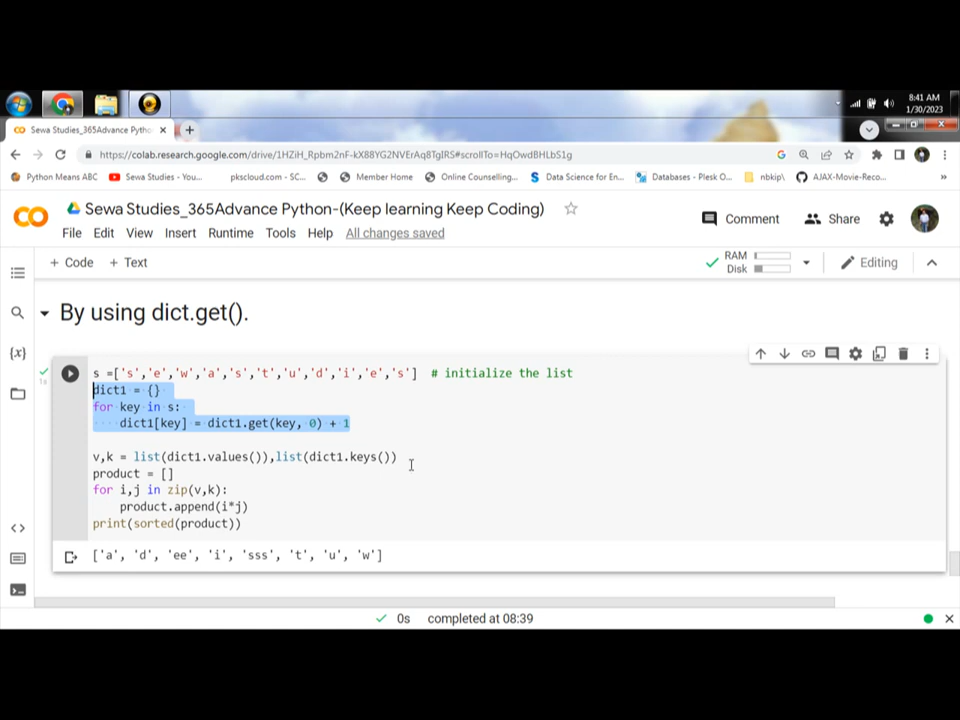 8:41 AM
1/30/2023
Sewa Studies_365Advance Pytho
https://colab.research.google.com/drive/1HZiH_Rpbm2nF-kX88YG2NVErAq8TgIRS#scrollTo=HqOwdBHLbS1g
Python Means ABC
Sewa Studies - You...
pkscloud.com - SC...
Member Home
Online Counselling...
Data Science for En...
Databases - Plesk O...
nbkip\
AJAX-Movie-Reco...
»
Sewa Studies_365Advance Python-(Keep learning Keep Coding)
Comment
Share
File Edit View Insert Runtime Tools Help All changes saved
+ Code + Text
RAM
Disk
Editing
By using dict.get().
s =['s','e','w','a','s','t','u','d','i','e','s'] # initialize the list
dict1 = {}
for key in s:
dict1[key] = dict1.get(key, 0) + 1
v,k = list(dict1.values()),list(dict1.keys())
product = []
for i,j in zip(v,k):
product.append(i*j)
print(sorted(product))
['a', 'd', 'ee', 'i', 'sss', 't', 'u', 'w']
0s completed at 08:39